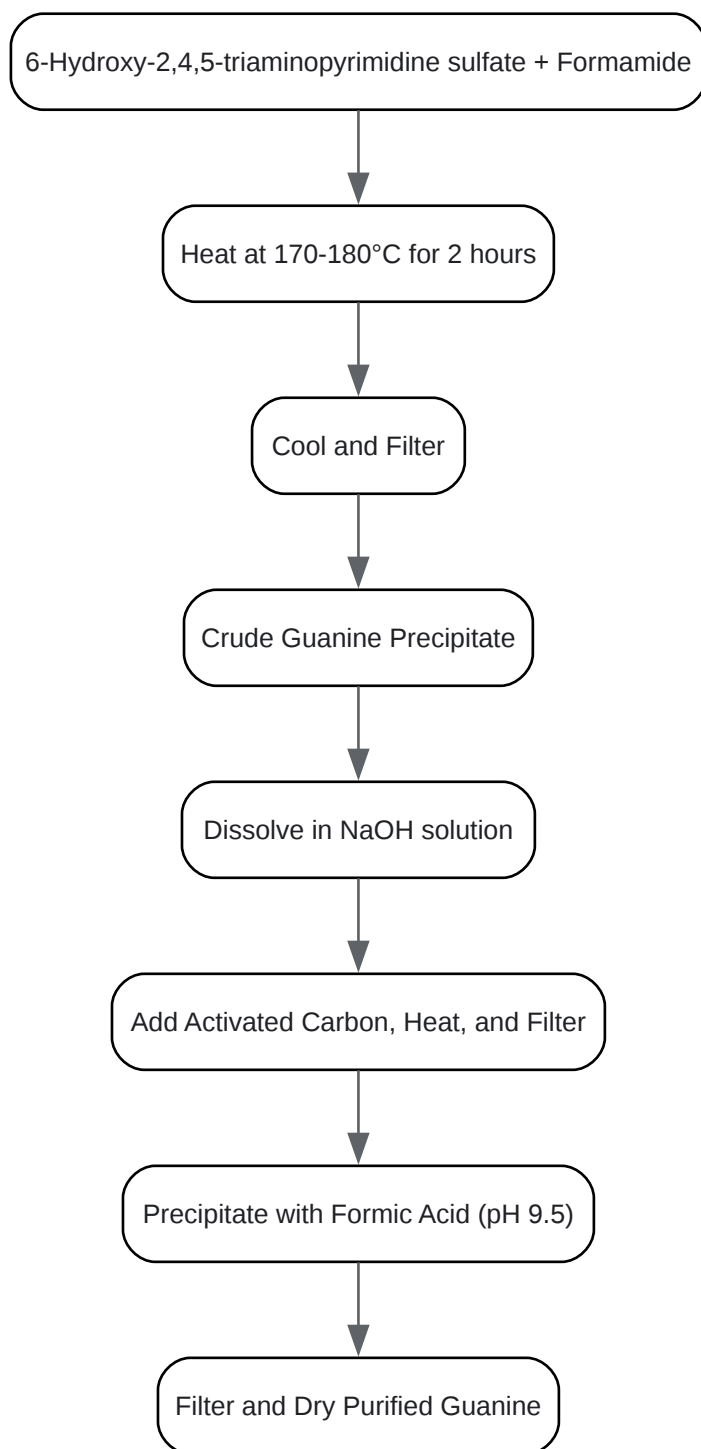 6-Hydroxy-2,4,5-triaminopyrimidine sulfate + Formamide
Heat at 170-180°C for 2 hours
Cool and Filter
Crude Guanine Precipitate
Dissolve in NaOH solution
Add Activated Carbon, Heat, and Filter
Precipitate with Formic Acid (pH 9.5)
Filter and Dry Purified Guanine